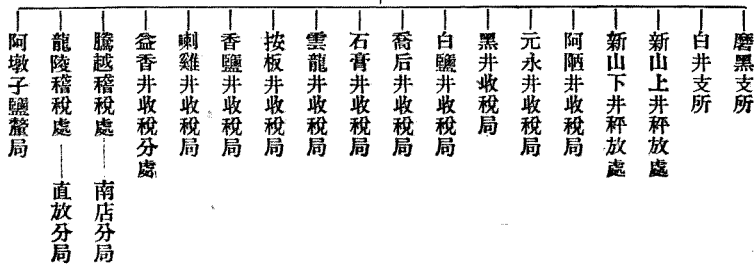 磨黑支所
白井支所
新山上井秤放處
新山下井秤放處
阿陋井收稅局
元永井收稅局
黑井收稅局
白鹽井收稅局
喬后井收稅局
石膏井收稅局
雲龍井收稅局
按板井收稅局
香鹽井收稅局
喇雞井收稅局
益香井收稅分處
騰越稽稅處——南店分局
龍陵稽稅處——直放分局
阿墩子鹽釐局